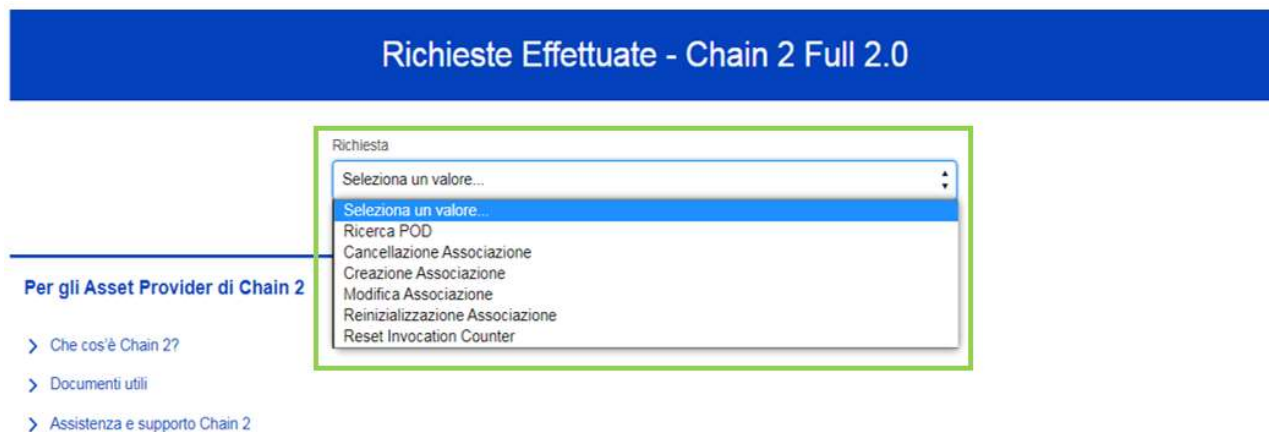 Richieste Effettuate - Chain 2 Full 2.0
Richiesta
Seleziona un valore...
Seleziona un valore...
Ricerca POD
Cancellazione Associazione
Creazione Associazione
Modifica Associazione
Reinizializzazione Associazione
Reset Invocation Counter
Per gli Asset Provider di Chain 2
Che cos'è Chain 2?
Documenti utili
Assistenza e supporto Chain 2